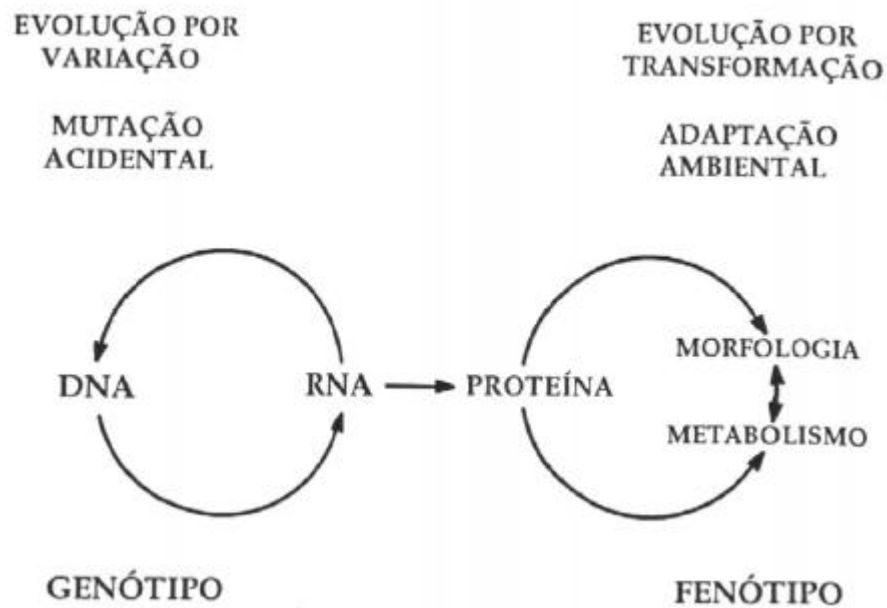 EVOLUÇÃO POR
VARIAÇÃO
MUTAÇÃO
ACIDENTAL
EVOLUÇÃO POR
TRANSFORMAÇÃO
ADAPTAÇÃO
AMBIENTAL
DNA
RNA
PROTEÍNA
MORFOLOGIA
METABOLISMO
GENÓTIPO
FENÓTIPO